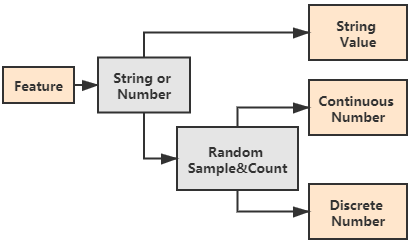 Feature
String or
Number
String
Value
Random
Sample&Count
Continuous
Number
Discrete
Number